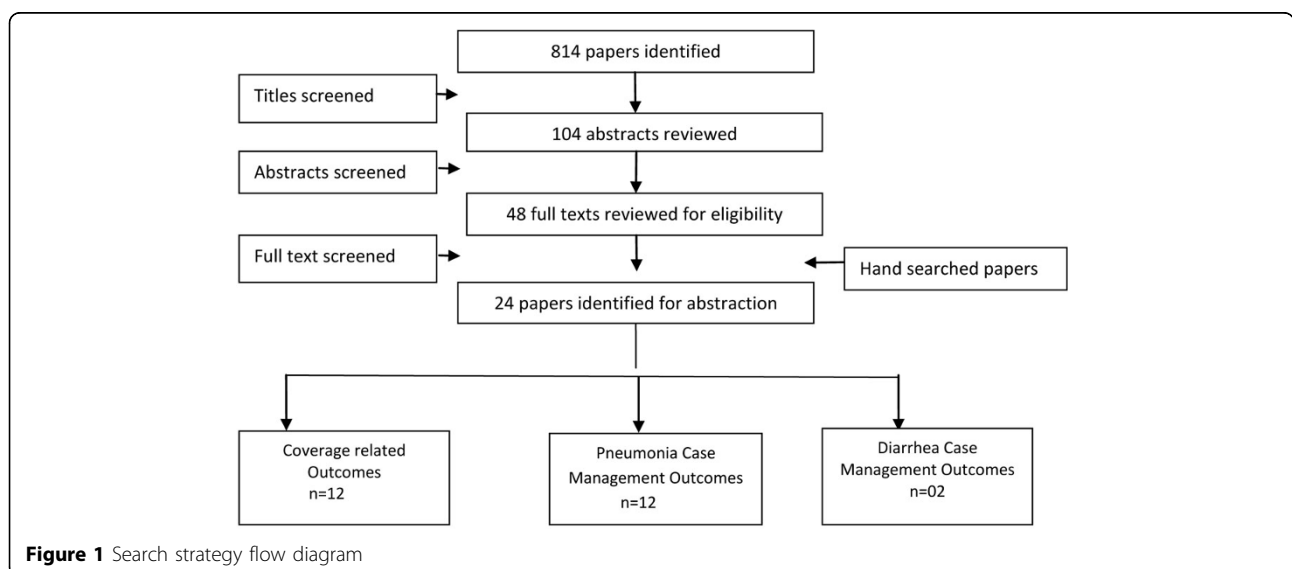 814 papers identified
Titles screened
104 abstracts reviewed
Abstracts screened
48 full texts reviewed for eligibility
Full text screened
Hand searched papers
24 papers identified for abstraction
Coverage related
Outcomes
n=12
Pneumonia Case
Management Outcomes
n=12
Diarrhea Case
Management Outcomes
n=02
Figure 1 Search strategy flow diagram